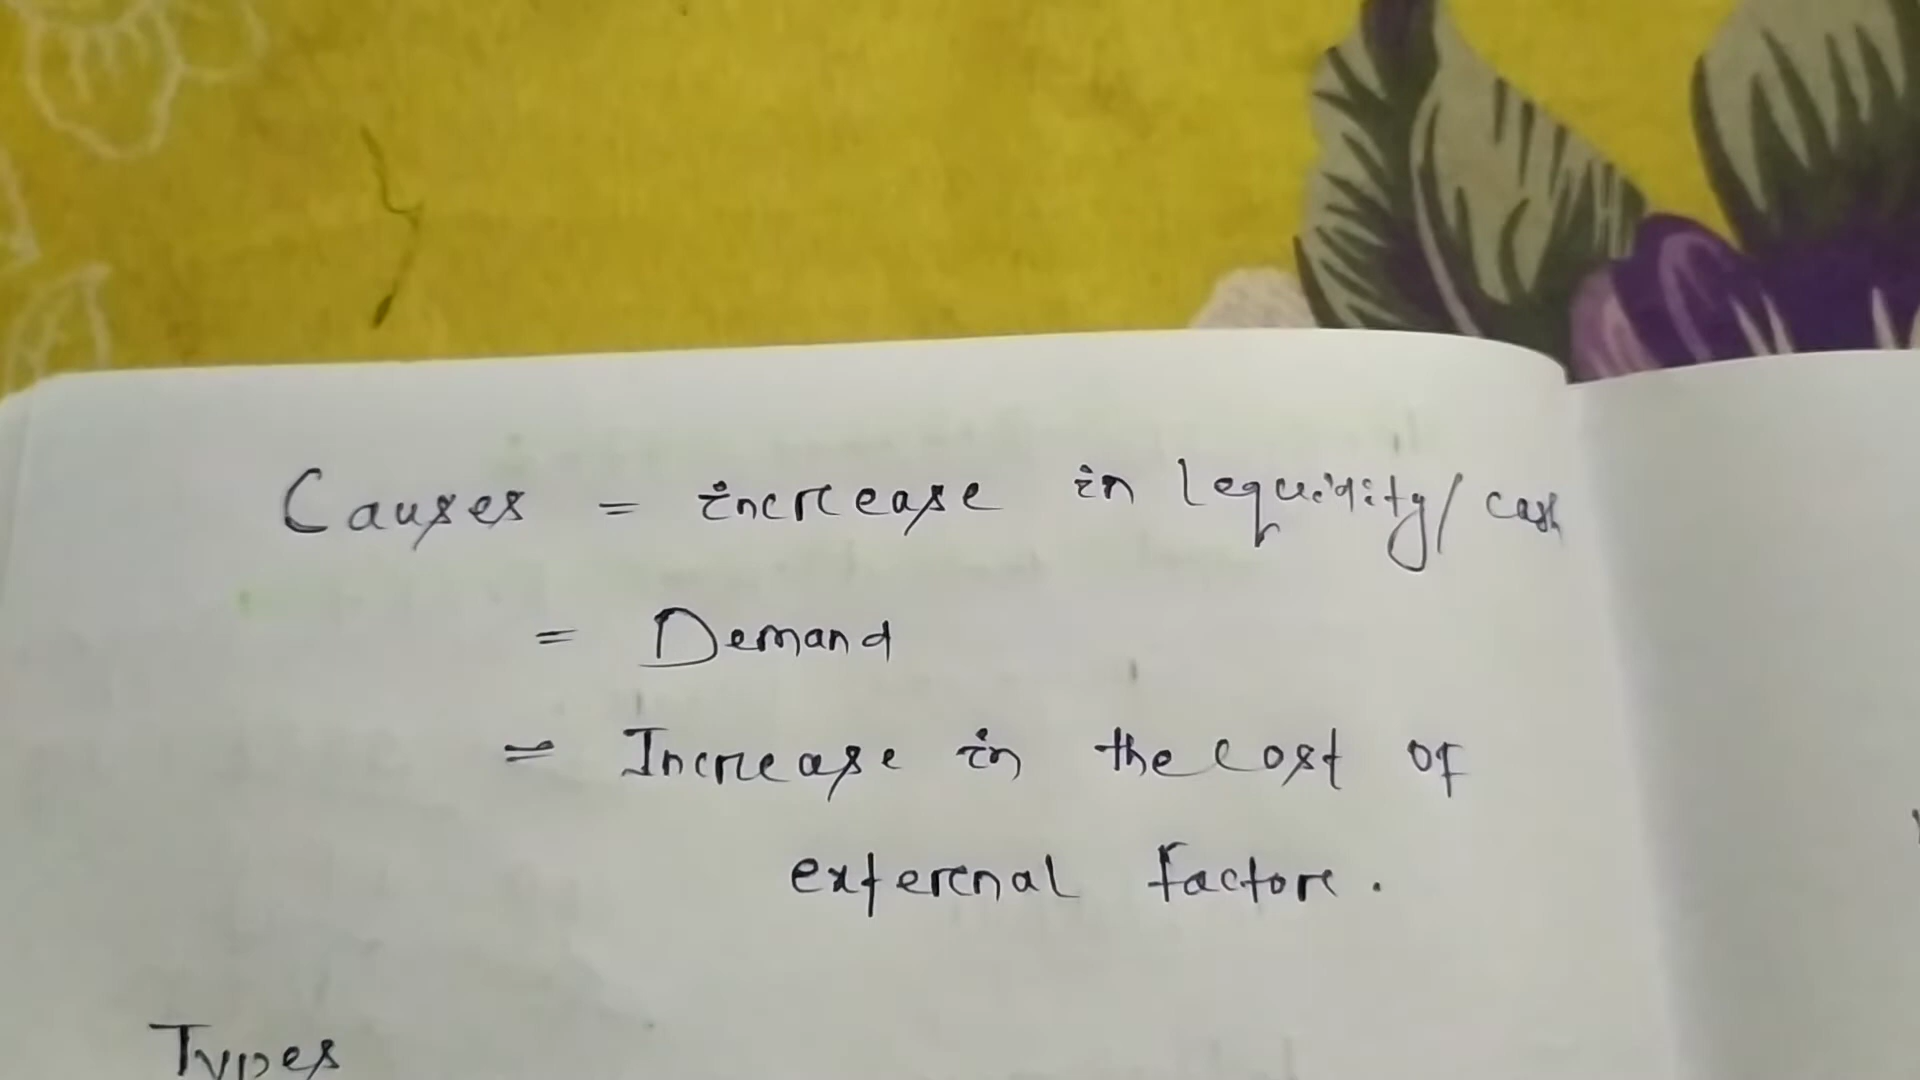 Causes = increase in lequidity/cash
= Demand
= Increase in the cost of
external factor.
Types